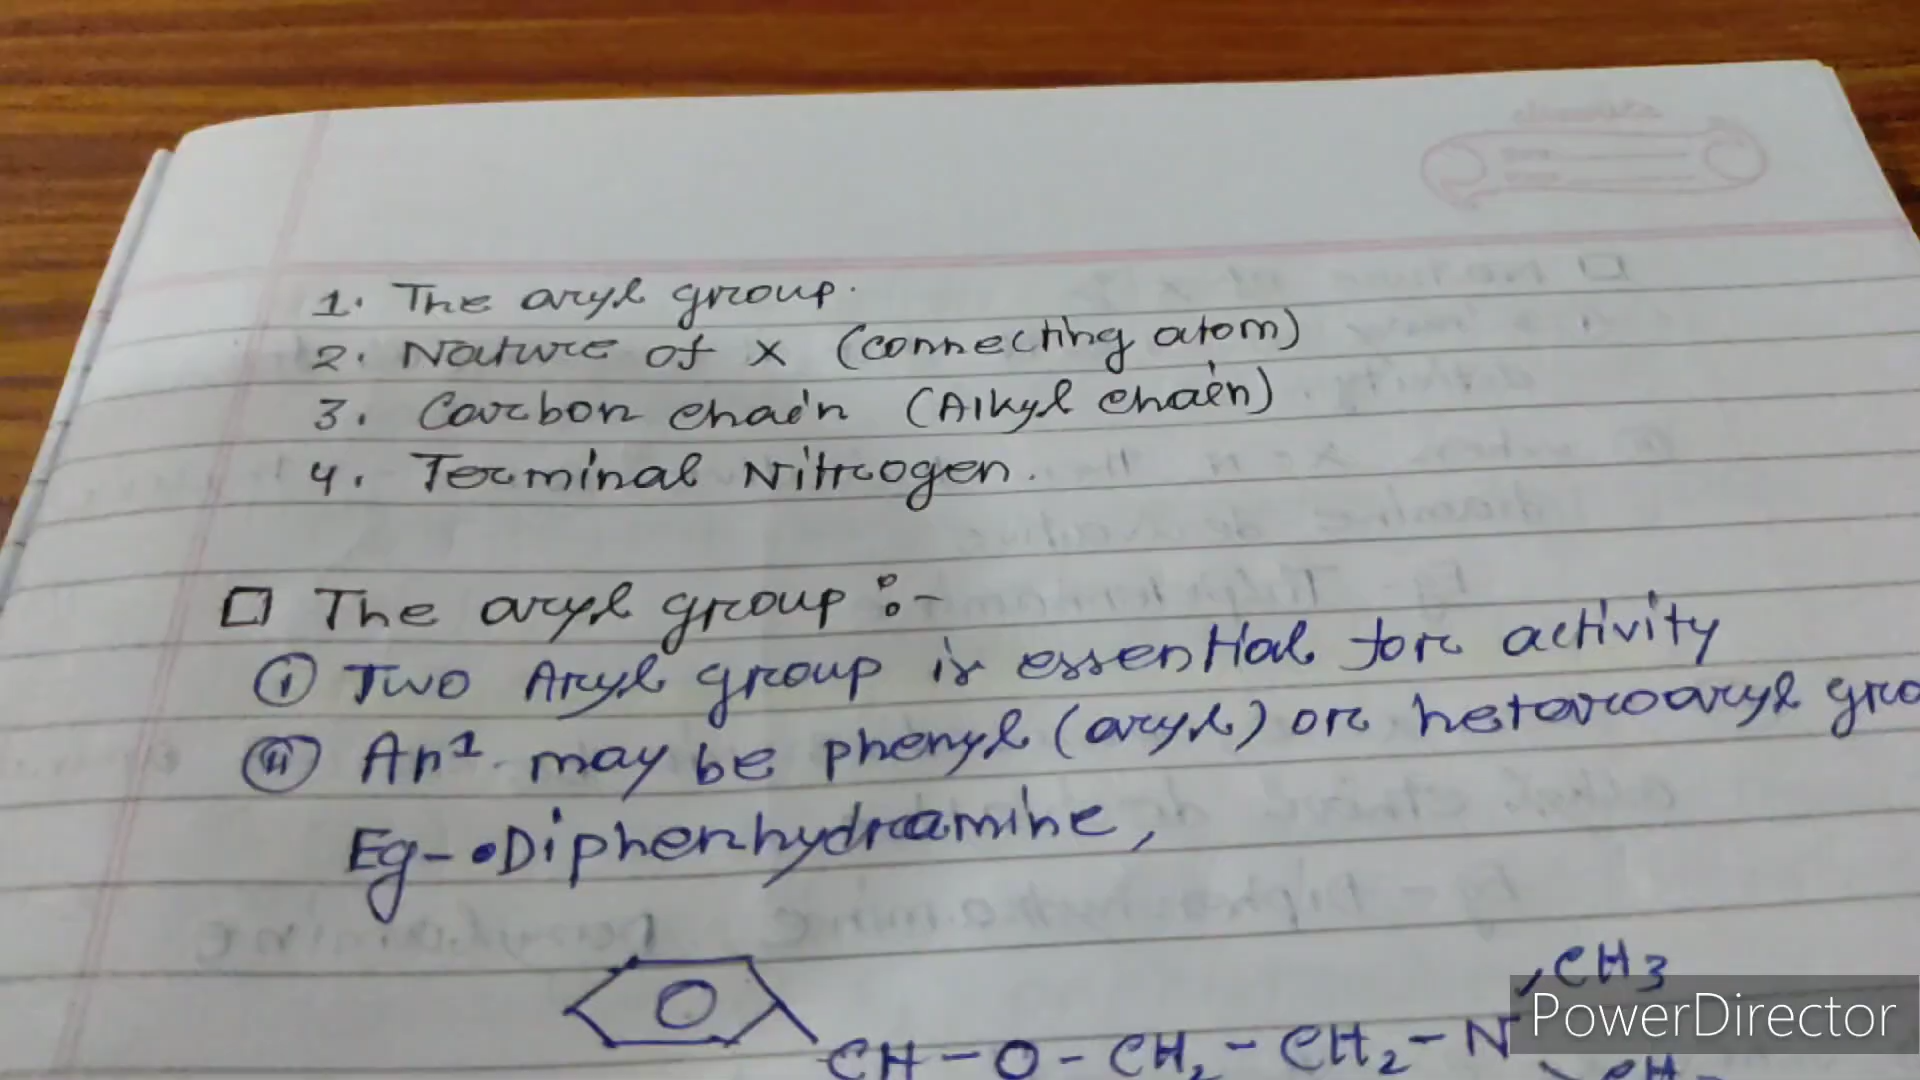 1. The aryl group.
2. Nature of X (connecting atom)
3. Carbon chain (Alkyl chain)
4. Terminal Nitrogen.
□ The aryl group :-
(i) Two Aryl group is essential for activity
(ii) Ar¹ may be phenyl (aryl) or heteroaryl gro
Eg- •Diphenhydramine,
CH3
CH-O-CH2-CH2-N
PowerDirector